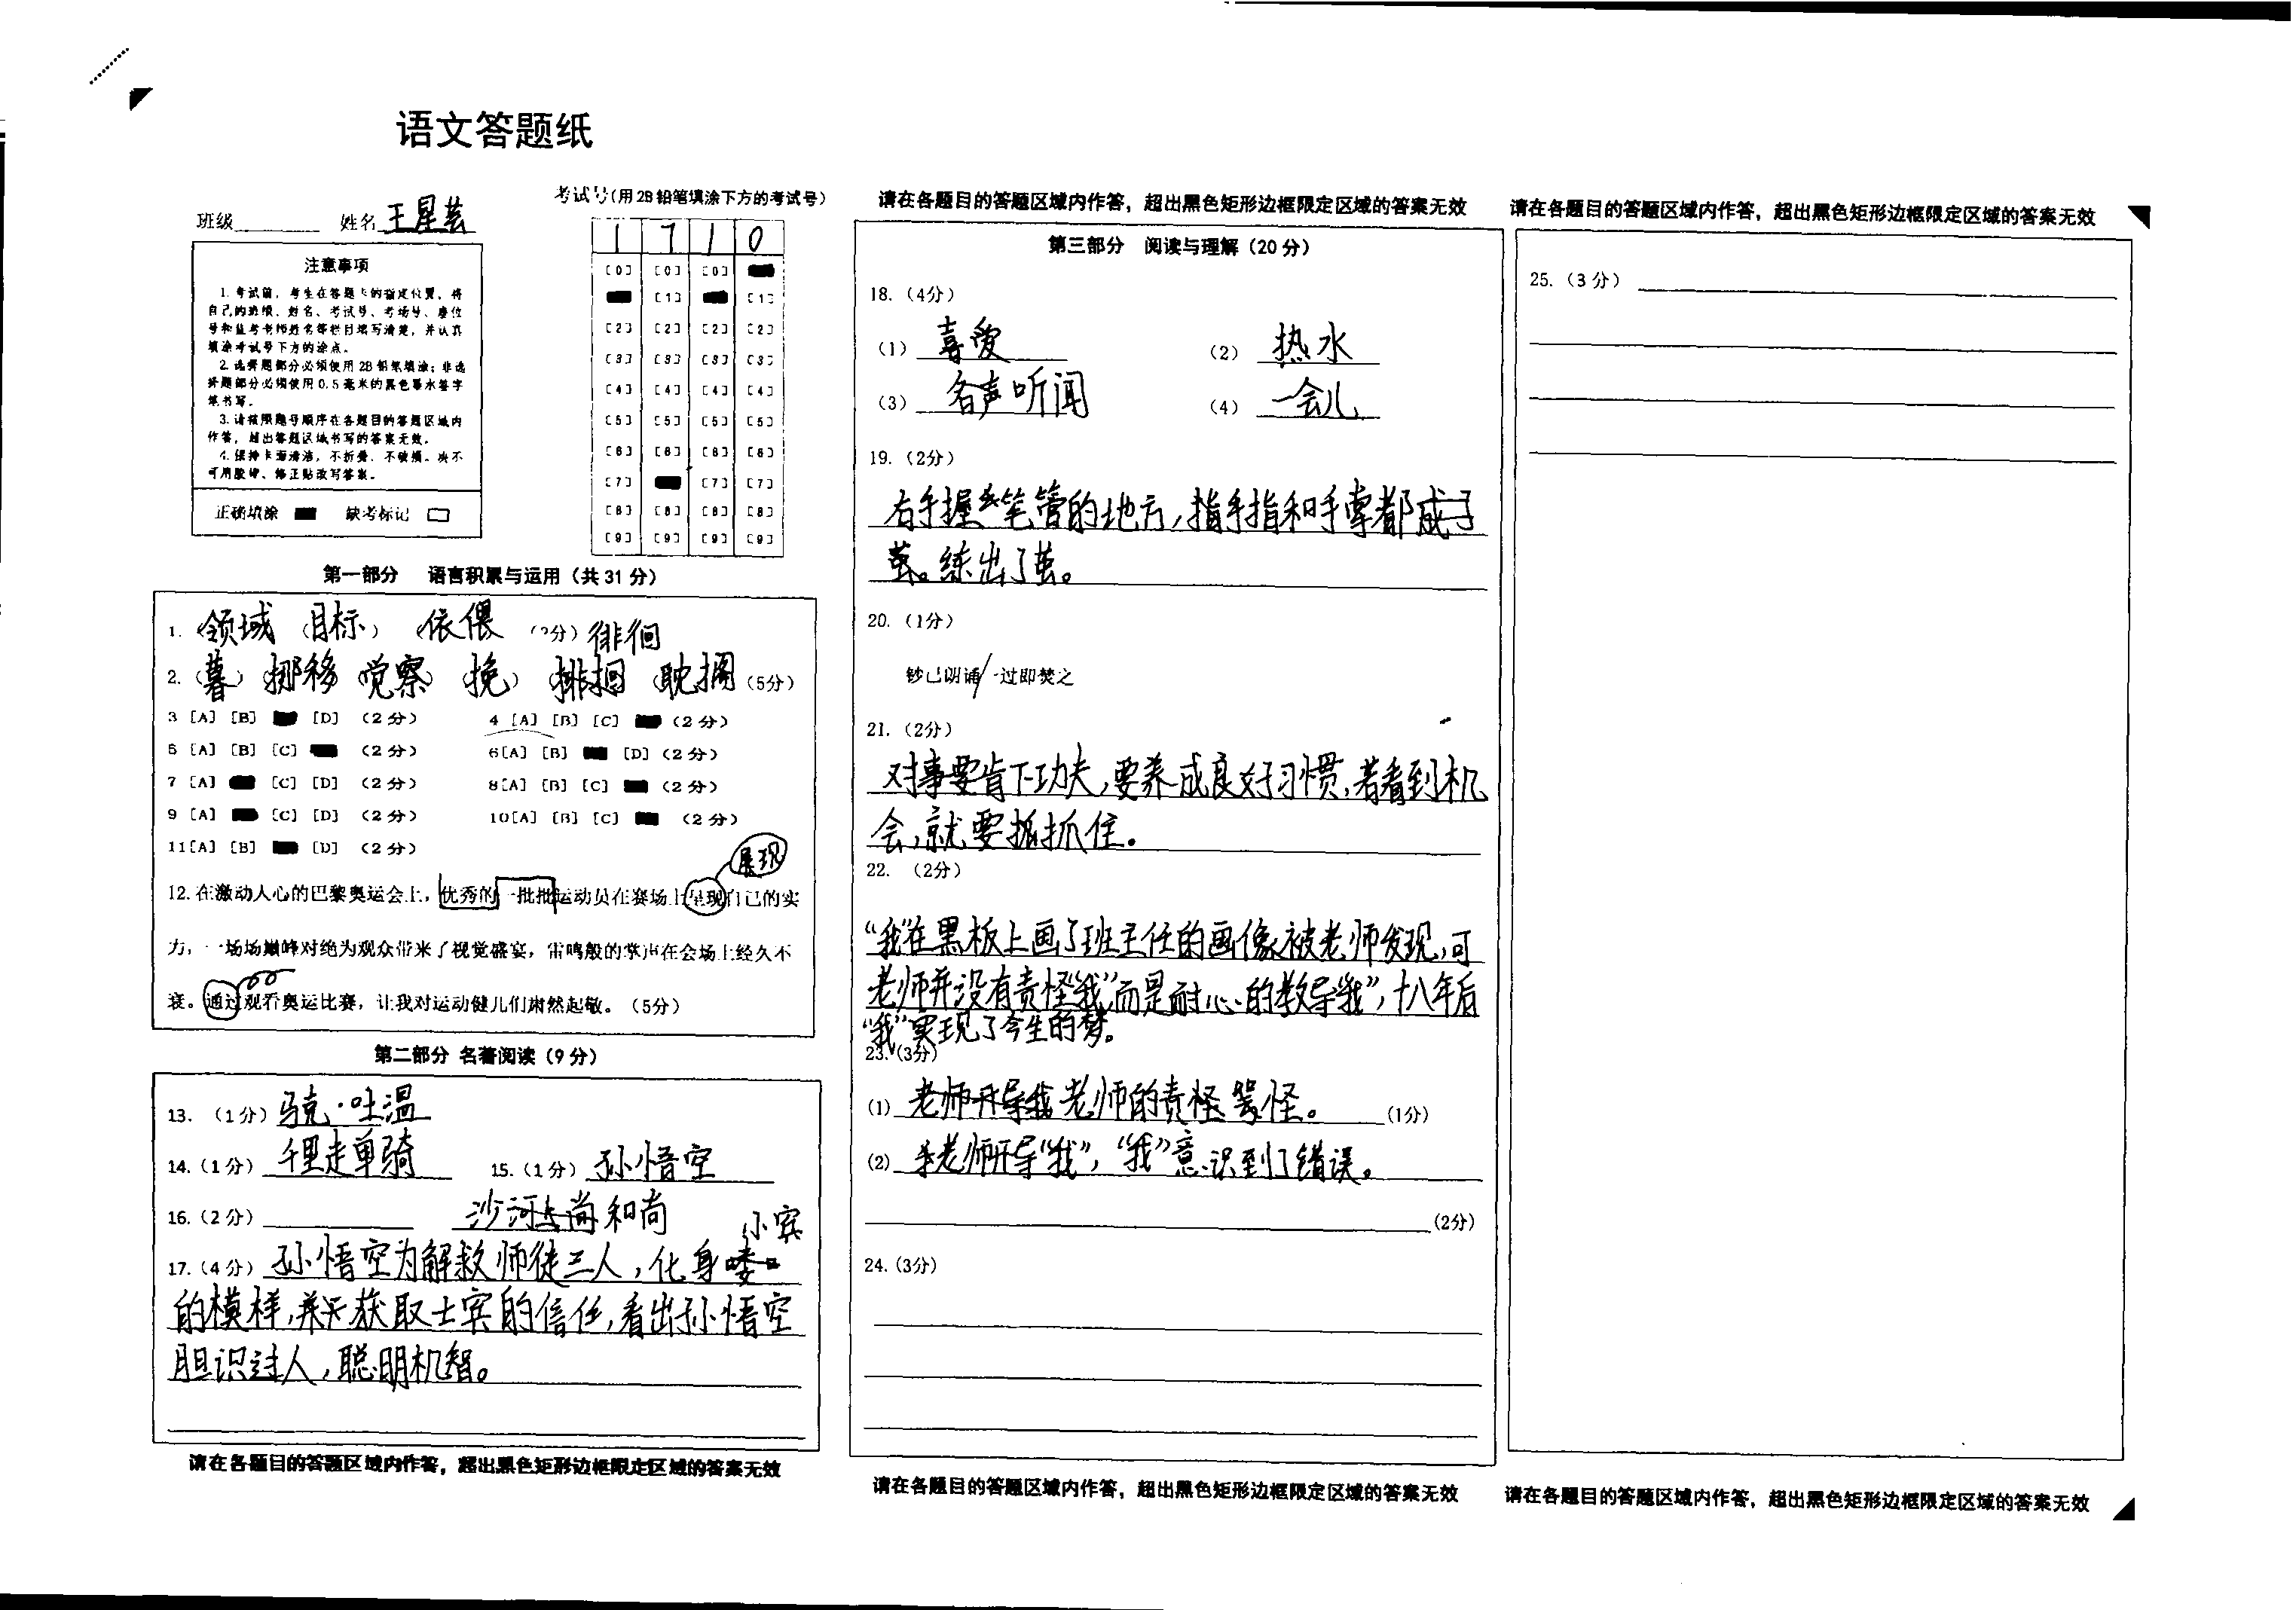 语文答题纸
班级 姓名 王星芸
考试号(用2B铅笔填涂下方的考试号)
1 7 1 0
[0] [0] [0]
[1] [1]
[2] [2] [2] [2]
[3] [3] [3] [3]
[4] [4] [4] [4]
[5] [5] [5] [5]
[6] [6] [6] [6]
[7] [7] [7]
[8] [8] [8] [8]
[9] [9] [9] [9]
注意事项
1.考试前,考生在答题卡的指定位置,将
自己的班级、姓名、考试号、考场号、座位
号和监考老师姓名等栏目填写清楚,并认真
填涂考试号下方的涂点。
2.选择题部分必须使用2B铅笔填涂;非选
择题部分必须使用0.5毫米的黑色墨水签字
笔书写。
3.请按照题号顺序在各题目的答题区域内
作答,超出答题区域书写的答案无效。
4.保持卡面清洁,不折叠、不破损。决不
可用胶带、修正贴改写答案。
正确填涂 缺考标记
第一部分 语言积累与运用(共31分)
1.(领域 (目标) (依偎 (2分) 徘徊
2.(暮)(挪移 觉察)(挽)(排徊 (耽搁 (5分)
3 [A] [B] [D] (2分) 4 [A] [B] [C] (2分)
5 [A] [B] [C] (2分) 6[A] [B] [D] (2分)
7 [A] [C] [D] (2分) 8[A] [B] [C] (2分)
9 [A] [C] [D] (2分) 10[A] [B] [C] (2分)
11[A] [B] [D] (2分)
展现
12.在激动人心的巴黎奥运会上,优秀的一批批运动员在赛场上呈现自己的实
力,一场场巅峰对绝为观众带来了视觉盛宴,雷鸣般的掌声在会场上经久不
衰。通过观看奥运比赛,让我对运动健儿们肃然起敬。(5分)
第二部分 名著阅读(9分)
13. (1分) 骑克·吐温
14.(1分) 千里走单骑 15.(1分) 孙悟空
16.(2分) 沙河上尚和尚
小宾
17.(4分) 孙悟空为解救师徒三人,化身喽
的模样,并获取士宾的信任,看出孙悟空
胆识过人,聪明机智。
请在各题目的答题区域内作答,超出黑色矩形边框限定区域的答案无效
请在各题目的答题区域内作答,超出黑色矩形边框限定区域的答案无效
第三部分 阅读与理解(20分)
18.(4分)
(1) 喜爱 (2) 热水
(3) 各声听闻 (4) 一会儿
19.(2分)
右手握笔管的地方,指手指和手掌都成了
茧。练出了茧。
20.(1分)
钞已朗诵/一过即焚之
21.(2分)
对事要肯下功夫,要养成良好习惯,若看到机
会,就要抓抓住。
22. (2分)
“我”在黑板上画了班主任的画像被老师发现,可
老师并没有责怪“我”而是耐心的教导“我”,十八年后
“我”实现了今生的梦。
23.(3分)
(1) 老师开导我老师的责怪 怪。 (1分)
(2) 老师开导“我”,“我”意识到了错误。
(2分)
24.(3分)
请在各题目的答题区域内作答,超出黑色矩形边框限定区域的答案无效
请在各题目的答题区域内作答,超出黑色矩形边框限定区域的答案无效
25.(3分)
请在各题目的答题区域内作答,超出黑色矩形边框限定区域的答案无效